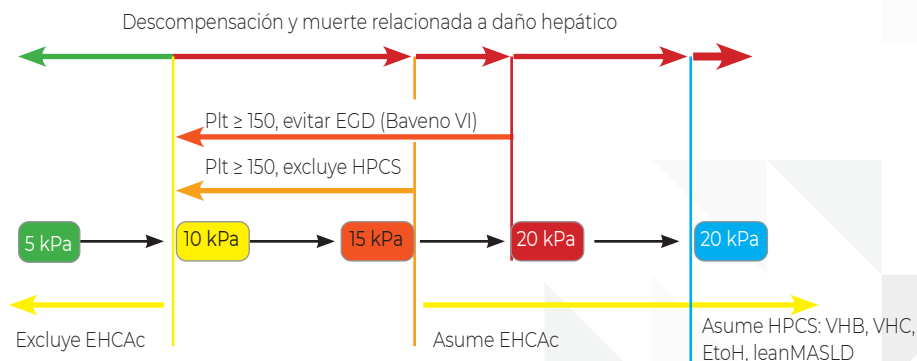 Descompensación y muerte relacionada a daño hepático
Plt ≥ 150, evitar EGD (Baveno VI)
Plt ≥ 150, excluye HPCS
5 kPa
10 kPa
15 kPa
20 kPa
20 kPa
Excluye EHCAc
Asume EHCAc
Asume HPCS: VHB, VHC,
EtoH, leanMASLD